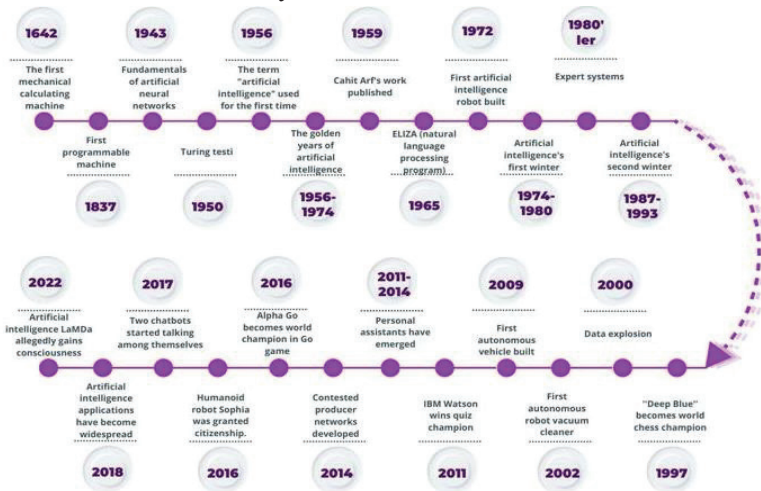 1642
1943
1956
1959
1972
1980'
ler
The first
mechanical
calculating
machine
Fundamentals
of artificial
neural
networks
The term
"artificial
intelligence" used
for the first time
Cahit Arf's work
published
First artificial
intelligence
robot built
Expert systems
First
programmable
machine
Turing testi
The golden
years of
artificial
intelligence
ELIZA (natural
language
processing
program)
Artificial
intelligence's
first winter
Artificial
intelligence's
second winter
1837
1950
1956-
1974
1965
1974-
1980
1987-
1993
2022
2017
2016
2011-
2014
2009
2000
Artificial
intelligence LaMDa
allegedly gains
consciousness
Two chatbots
started talking
among themselves
Alpha Go
becomes world
champion in Go
game
Personal
assistants have
emerged
First
autonomous
vehicle built
Data explosion
Artificial
intelligence
applications
have become
widespread
Humanoid
robot Sophia
was granted
citizenship.
Contested
producer
networks
developed
IBM Watson
wins quiz
champion
First
autonomous
robot vacuum
cleaner
"Deep Blue"
becomes world
chess champion
2018
2016
2014
2011
2002
1997